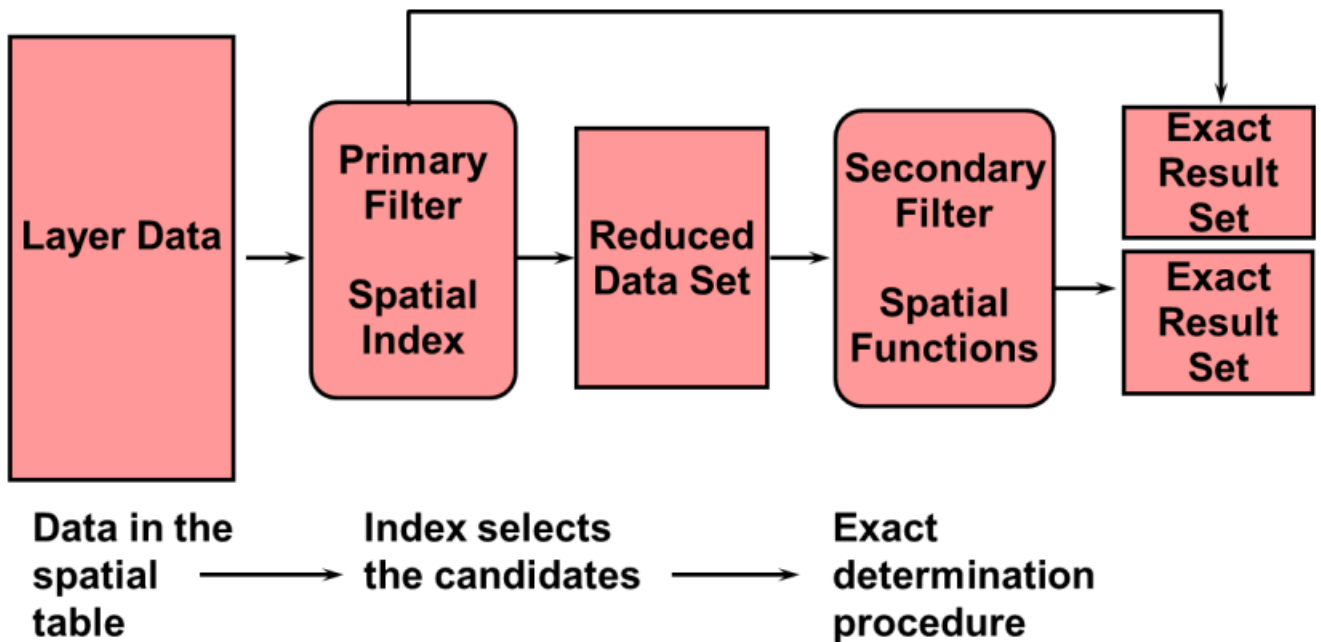 Layer Data
Primary
Filter
Spatial
Index
Reduced
Data Set
Secondary
Filter
Spatial
Functions
Exact
Result
Set
Exact
Result
Set
Data in the
spatial
table
Index selects
the candidates
Exact
determination
procedure